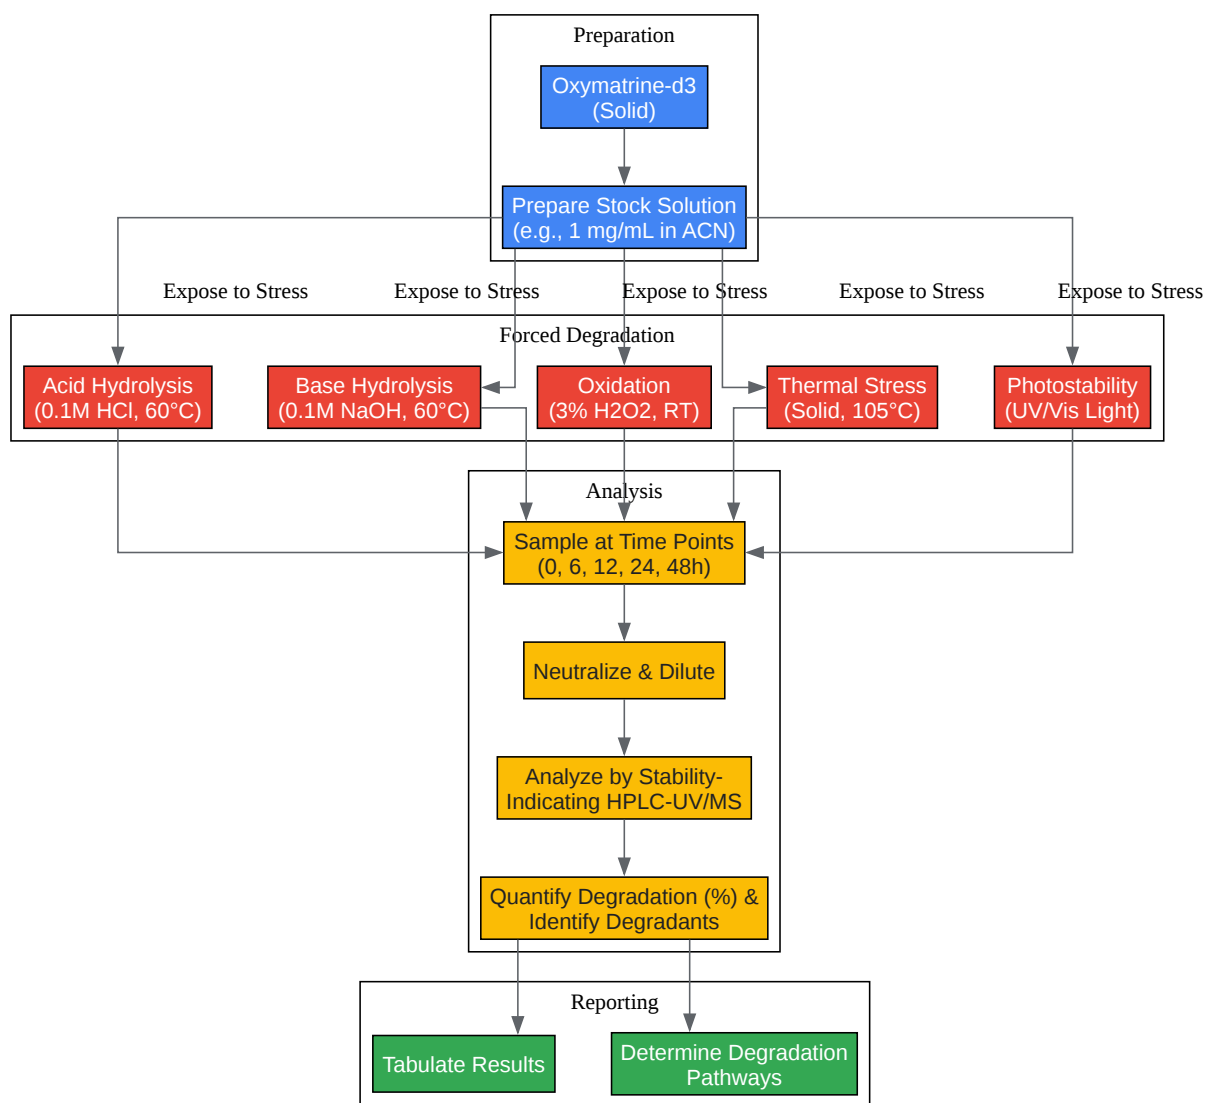 Preparation
Oxymatrine-d3
(Solid)
Prepare Stock Solution
(e.g., 1 mg/mL in ACN)
Expose to Stress
Expose to Stress
Expose to Stress
Expose to Stress
Expose to Stress
Forced Degradation
Acid Hydrolysis
(0.1M HCl, 60°C)
Base Hydrolysis
(0.1M NaOH, 60°C)
Oxidation
(3% H2O2, RT)
Thermal Stress
(Solid, 105°C)
Photostability
(UV/Vis Light)
Analysis
Sample at Time Points
(0, 6, 12, 24, 48h)
Neutralize & Dilute
Analyze by Stability-
Indicating HPLC-UV/MS
Quantify Degradation (%) &
Identify Degradants
Reporting
Tabulate Results
Determine Degradation
Pathways